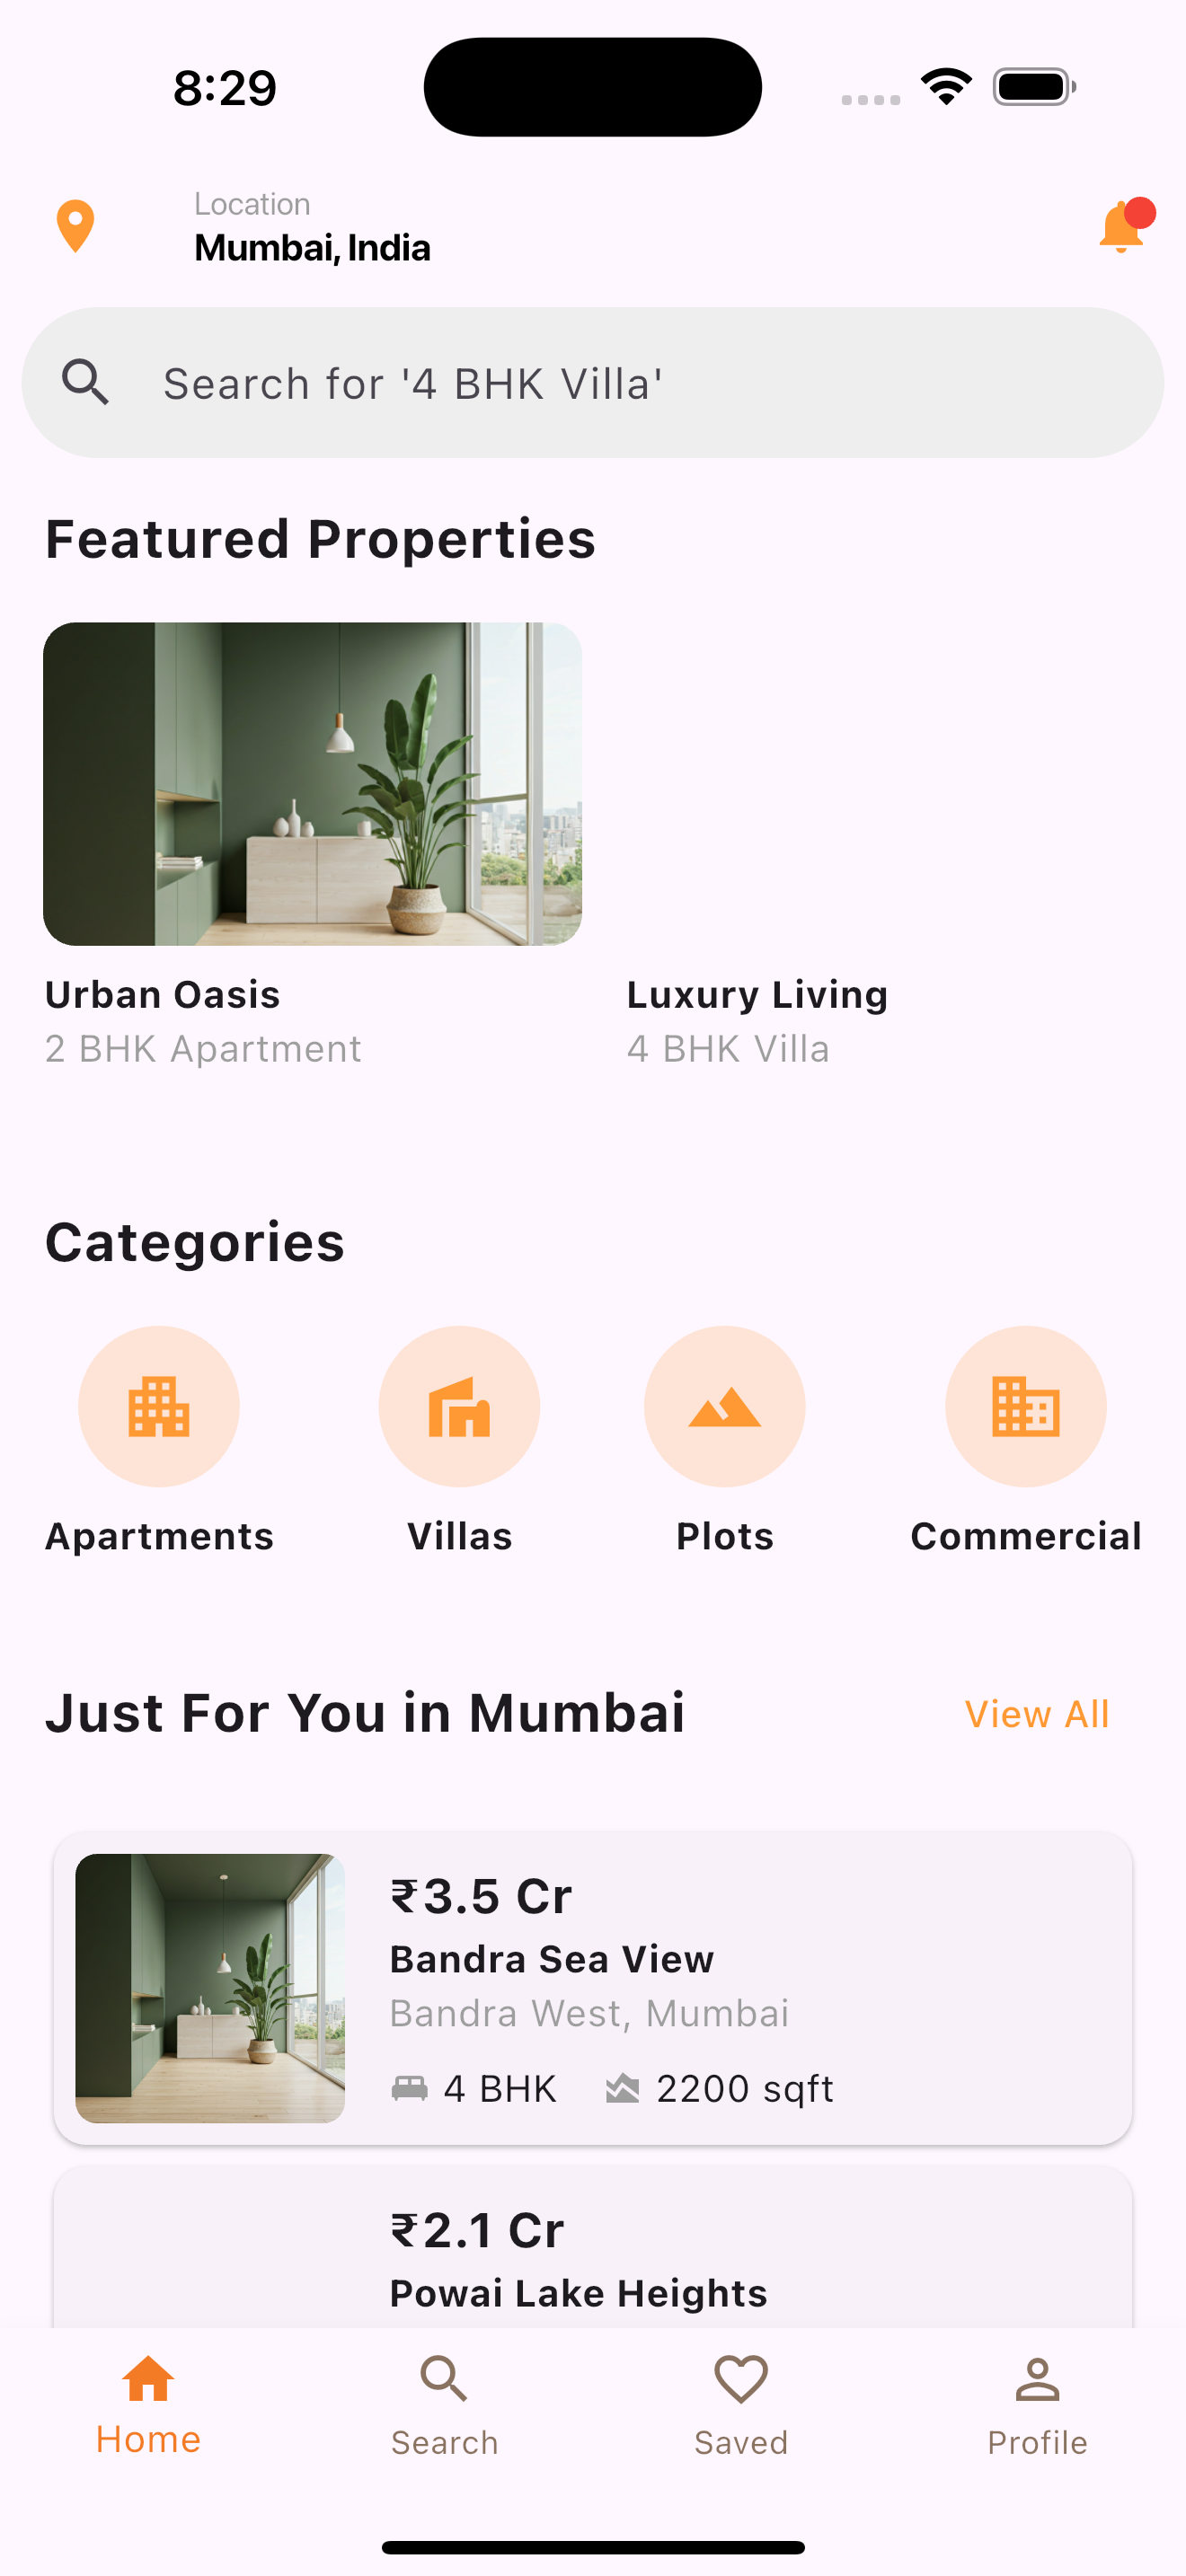 8:29
Location
Mumbai, India
Search for '4 BHK Villa'
Featured Properties
Urban Oasis
2 BHK Apartment
Luxury Living
4 BHK Villa
Categories
Apartments
Villas
Plots
Commercial
Just For You in Mumbai
View All
₹3.5 Cr
Bandra Sea View
Bandra West, Mumbai
4 BHK
2200 sqft
₹2.1 Cr
Powai Lake Heights
Home
Search
Saved
Profile